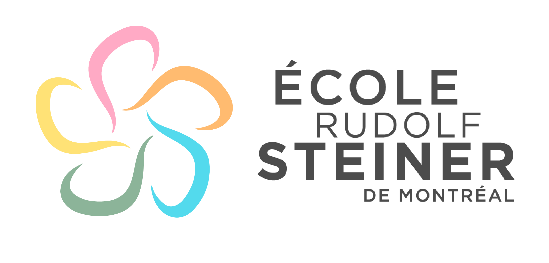 ÉCOLE
RUDOLF
STEINER
DE MONTRÉAL